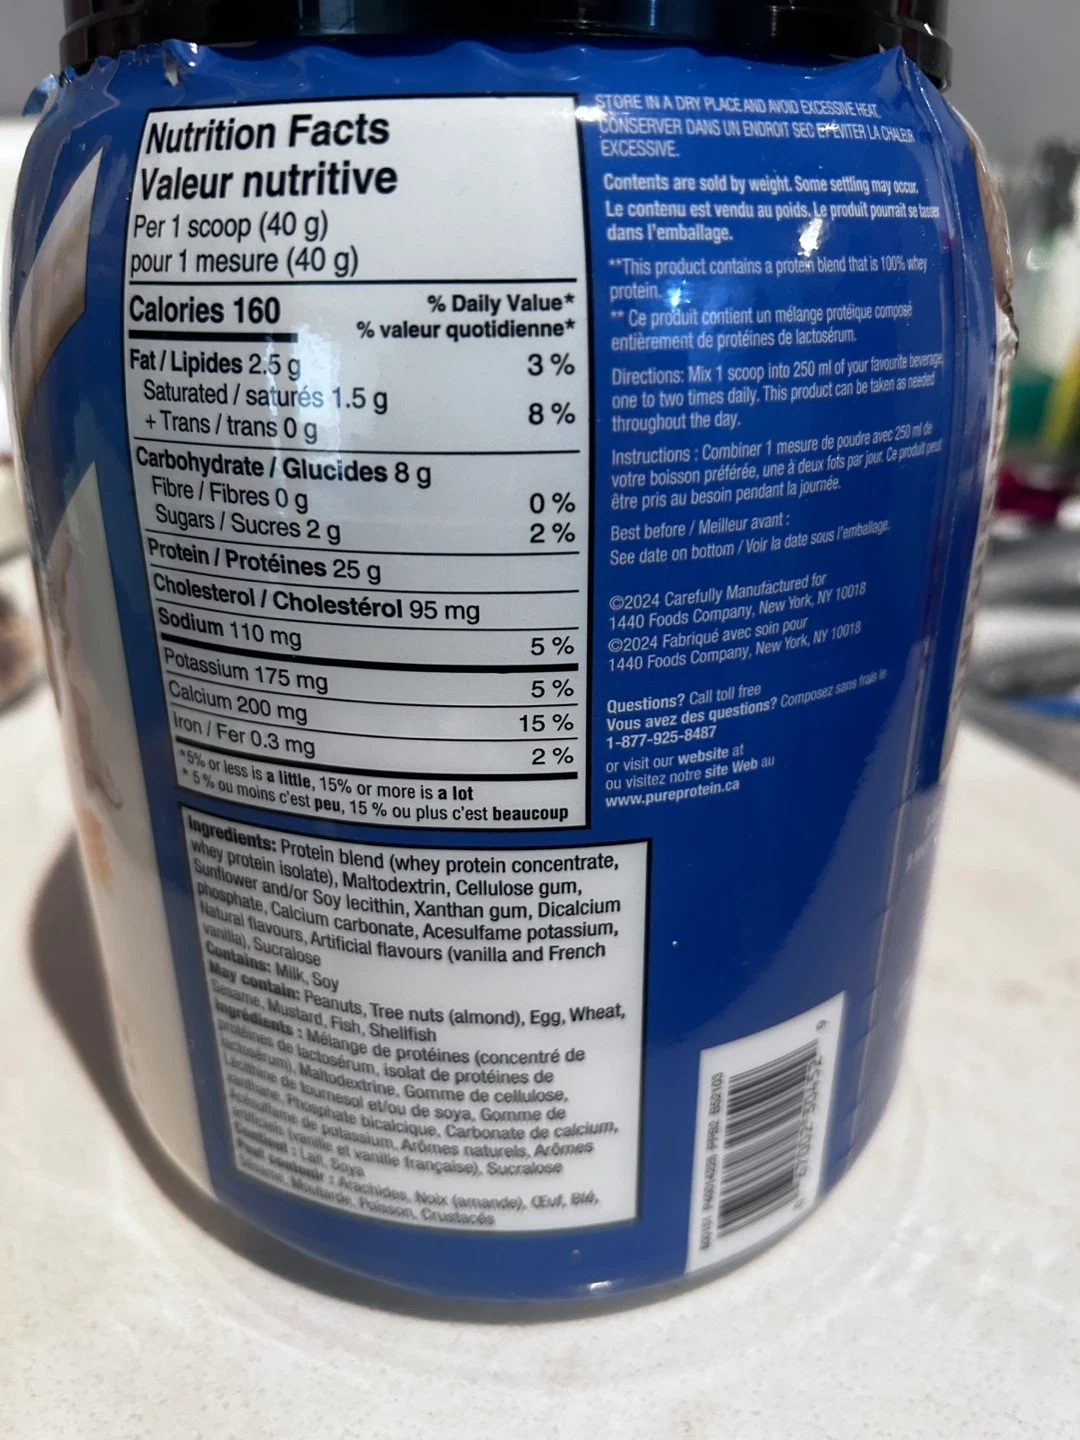 Nutrition Facts
Valeur nutritive
Per 1 scoop (40 g)
pour 1 mesure (40 g)
Calories 160
% Daily Value*
% valeur quotidienne*
Fat / Lipides 2.5 g 3 %
Saturated / saturés 1.5 g
+ Trans / trans 0 g 8 %
Carbohydrate / Glucides 8 g
Fibre / Fibres 0 g 0 %
Sugars / Sucres 2 g 2 %
Protein / Protéines 25 g
Cholesterol / Cholestérol 95 mg
Sodium 110 mg 5 %
Potassium 175 mg 5 %
Calcium 200 mg 15 %
Iron / Fer 0.3 mg 2 %
*5% or less is a little, 15% or more is a lot
* 5 % ou moins c'est peu, 15 % ou plus c'est beaucoup
Ingredients: Protein blend (whey protein concentrate,
whey protein isolate), Maltodextrin, Cellulose gum,
Sunflower and/or Soy lecithin, Xanthan gum, Dicalcium
phosphate, Calcium carbonate, Acesulfame potassium,
Natural flavours, Artificial flavours (vanilla and French
vanilla), Sucralose
Contains: Milk, Soy
May contain: Peanuts, Tree nuts (almond), Egg, Wheat,
Sesame, Mustard, Fish, Shellfish
Ingrédients : Mélange de protéines (concentré de
protéines de lactosérum, isolat de protéines de
lactosérum), Maltodextrine, Gomme de cellulose,
Lécithine de tournesol et/ou de soya, Gomme de
xanthane, Phosphate bicalcique, Carbonate de calcium,
Acésulfame de potassium, Arômes naturels, Arômes
artificiels (vanille et vanille française), Sucralose
Contient : Lait, Soya
Peut contenir : Arachides, Noix (amande), Œuf, Blé,
Sésame, Moutarde, Poisson, Crustacés
STORE IN A DRY PLACE AND AVOID EXCESSIVE HEAT.
CONSERVER DANS UN ENDROIT SEC ET ÉVITER LA CHALEUR
EXCESSIVE.
Contents are sold by weight. Some settling may occur.
Le contenu est vendu au poids. Le produit pourrait se tasser
dans l'emballage.
**This product contains a protein blend that is 100% whey
protein.
** Ce produit contient un mélange protéique composé
entièrement de protéines de lactosérum.
Directions: Mix 1 scoop into 250 ml of your favourite beverage,
one to two times daily. This product can be taken as needed
throughout the day.
Instructions : Combiner 1 mesure de poudre avec 250 ml de
votre boisson préférée, une à deux fois par jour. Ce produit peut
être pris au besoin pendant la journée.
Best before / Meilleur avant :
See date on bottom / Voir la date sous l'emballage.
©2024 Carefully Manufactured for
1440 Foods Company, New York, NY 10018
©2024 Fabriqué avec soin pour
1440 Foods Company, New York, NY 10018
Questions? Call toll free
Vous avez des questions? Composez sans frais le
1-877-925-8487
or visit our website at
ou visitez notre site Web au
www.pureprotein.ca